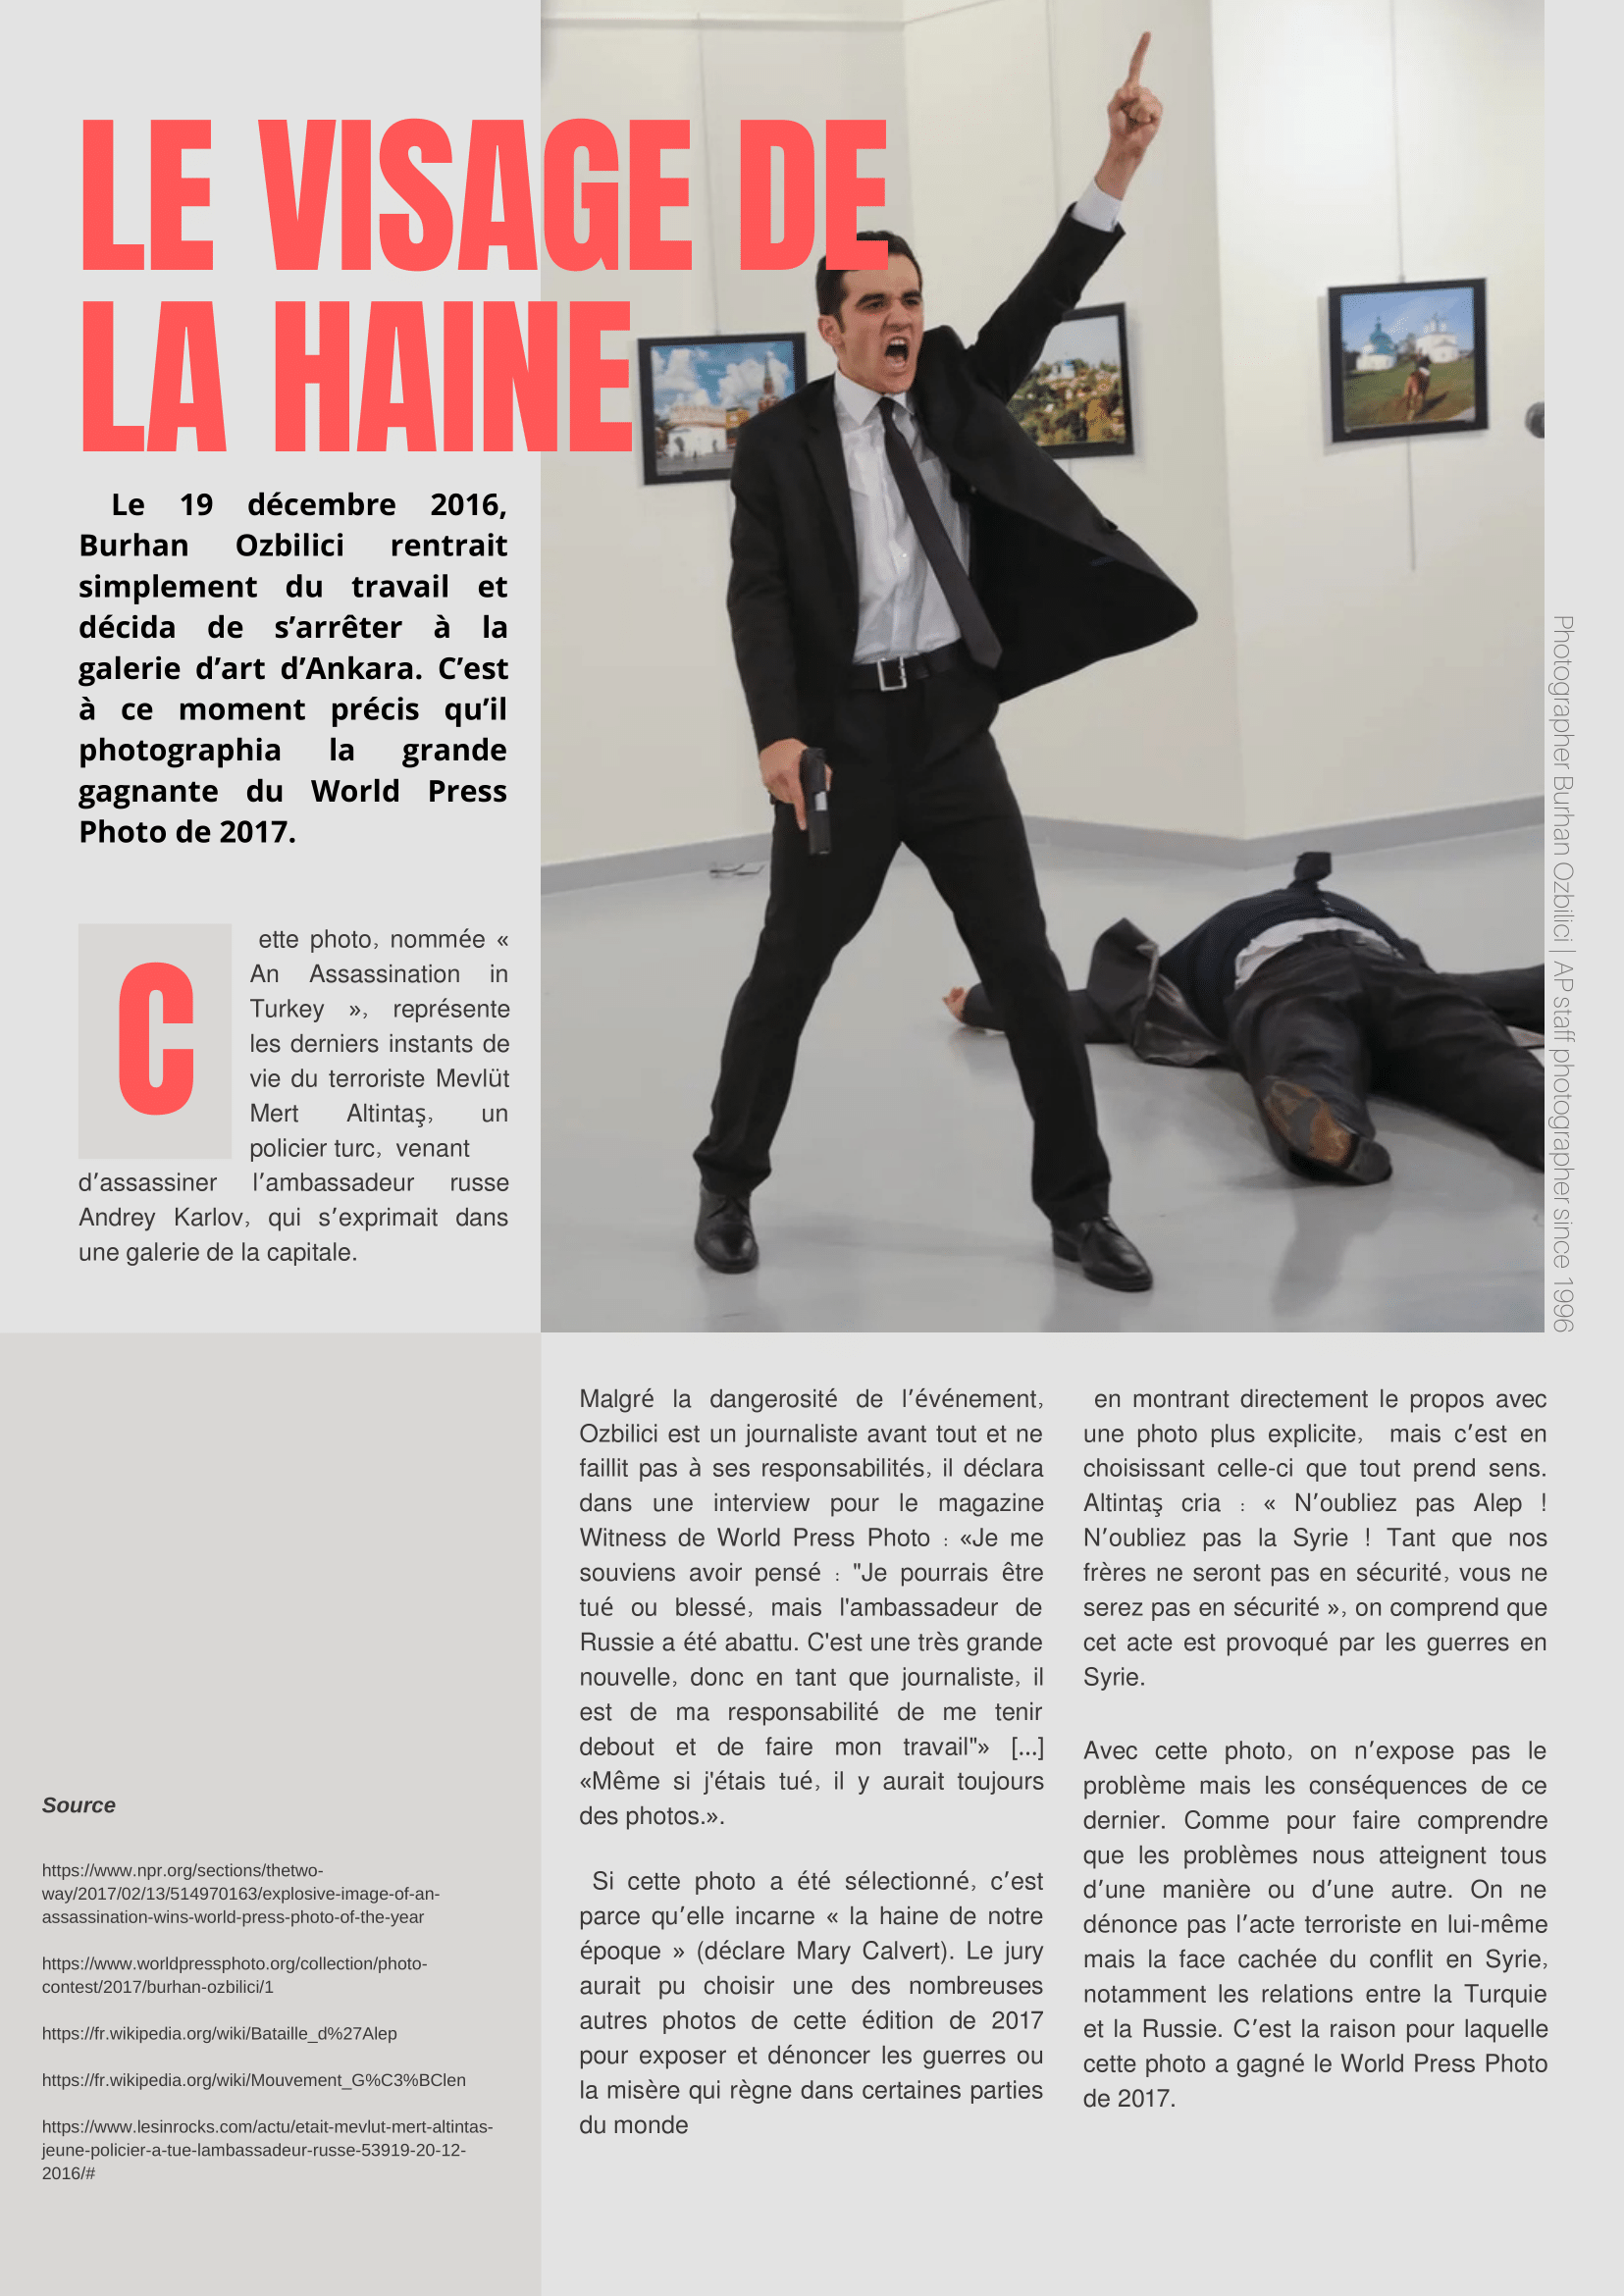 LE VISAGE DE
LA HAINE
Le 19 décembre 2016,
Burhan Ozbilici rentrait
simplement du travail et
décida de s’arrêter à la
galerie d’art d’Ankara. C’est
à ce moment précis qu’il
photographia la grande
gagnante du World Press
Photo de 2017.
C
ette photo, nommée «
An Assassination in
Turkey », représente
les derniers instants de
vie du terroriste Mevlüt
Mert Altintaş, un
policier turc, venant
d’assassiner l’ambassadeur russe
Andrey Karlov, qui s’exprimait dans
une galerie de la capitale.
Photographer Burhan Ozbilici | AP staff photographer since 1996
Malgré la dangerosité de l’événement,
Ozbilici est un journaliste avant tout et ne
faillit pas à ses responsabilités, il déclara
dans une interview pour le magazine
Witness de World Press Photo : «Je me
souviens avoir pensé : "Je pourrais être
tué ou blessé, mais l'ambassadeur de
Russie a été abattu. C'est une très grande
nouvelle, donc en tant que journaliste, il
est de ma responsabilité de me tenir
debout et de faire mon travail"» [...]
«Même si j'étais tué, il y aurait toujours
des photos.».
Si cette photo a été sélectionné, c’est
parce qu’elle incarne « la haine de notre
époque » (déclare Mary Calvert). Le jury
aurait pu choisir une des nombreuses
autres photos de cette édition de 2017
pour exposer et dénoncer les guerres ou
la misère qui règne dans certaines parties
du monde
en montrant directement le propos avec
une photo plus explicite, mais c’est en
choisissant celle-ci que tout prend sens.
Altintaş cria : « N’oubliez pas Alep !
N’oubliez pas la Syrie ! Tant que nos
frères ne seront pas en sécurité, vous ne
serez pas en sécurité », on comprend que
cet acte est provoqué par les guerres en
Syrie.
Avec cette photo, on n’expose pas le
problème mais les conséquences de ce
dernier. Comme pour faire comprendre
que les problèmes nous atteignent tous
d’une manière ou d’une autre. On ne
dénonce pas l’acte terroriste en lui-même
mais la face cachée du conflit en Syrie,
notamment les relations entre la Turquie
et la Russie. C’est la raison pour laquelle
cette photo a gagné le World Press Photo
de 2017.
Source
https://www.npr.org/sections/thetwo-
way/2017/02/13/514970163/explosive-image-of-an-
assassination-wins-world-press-photo-of-the-year
https://www.worldpressphoto.org/collection/photo-
contest/2017/burhan-ozbilici/1
https://fr.wikipedia.org/wiki/Bataille_d%27Alep
https://fr.wikipedia.org/wiki/Mouvement_G%C3%BClen
https://www.lesinrocks.com/actu/etait-mevlut-mert-altintas-
jeune-policier-a-tue-lambassadeur-russe-53919-20-12-
2016/#